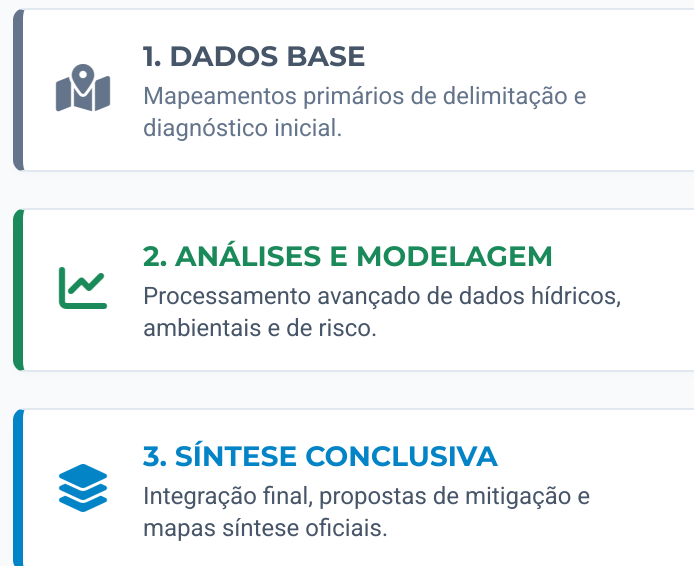 1. DADOS BASE
Mapeamentos primários de delimitação e
diagnóstico inicial.
2. ANÁLISES E MODELAGEM
Processamento avançado de dados hídricos,
ambientais e de risco.
3. SÍNTESE CONCLUSIVA
Integração final, propostas de mitigação e
mapas síntese oficiais.